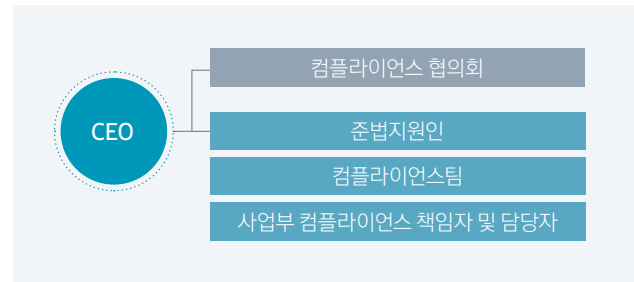 컴플라이언스 협의회
CEO
준법지원인
컴플라이언스팀
사업부 컴플라이언스 책임자 및 담당자